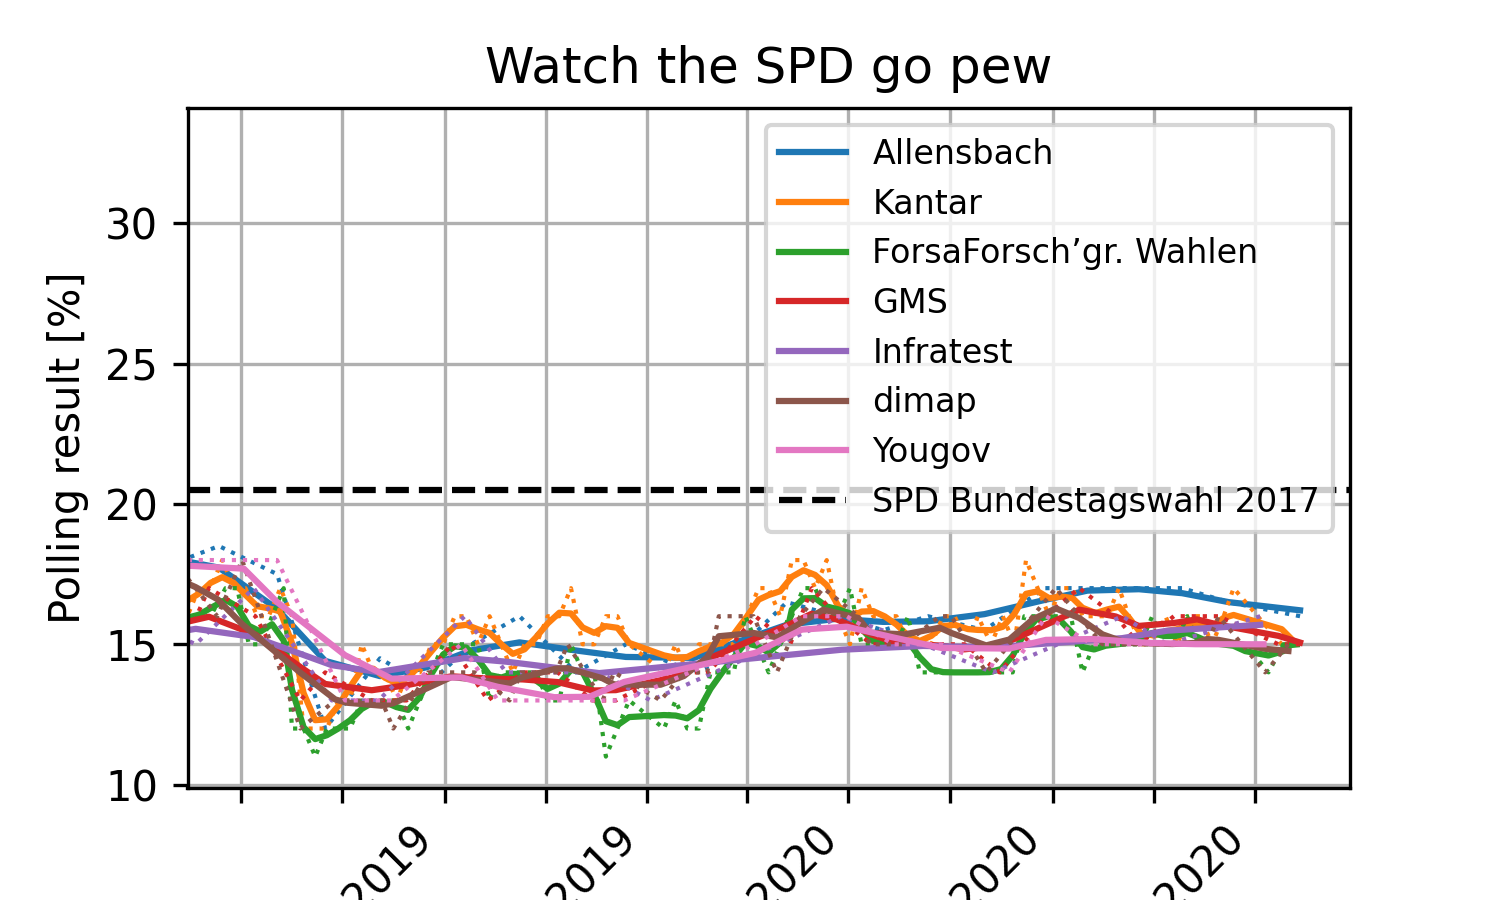 Watch the SPD go pew
Polling result [%]
30
25
20
15
10
Allensbach
Kantar
ForsaForsch’gr. Wahlen
GMS
Infratest
dimap
Yougov
SPD Bundestagswahl 2017
2019
2019
2020
2020
2020